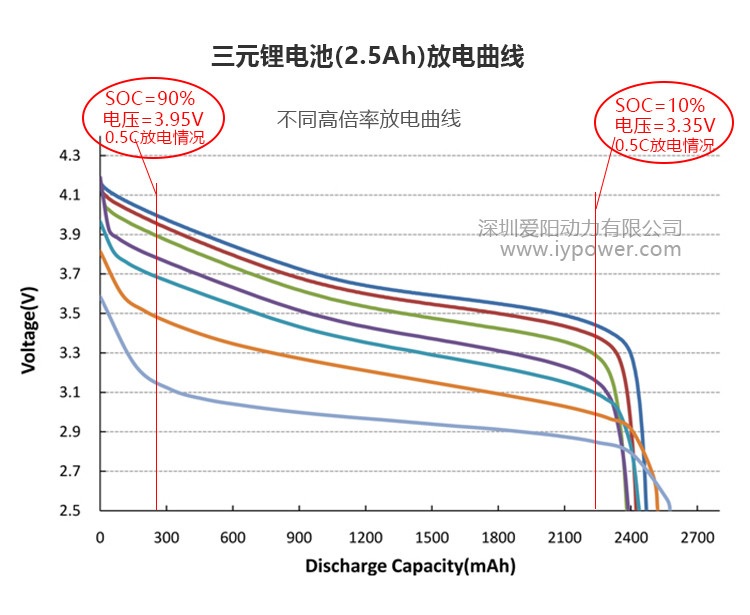 三元锂电池(2.5Ah)放电曲线
SOC=90%
电压=3.95V
0.5C放电情况
不同高倍率放电曲线
SOC=10%
电压=3.35V
0.5C放电情况
深圳爱阳动力有限公司
www.iypower.com
Voltage(V)
4.3
4.1
3.9
3.7
3.5
3.3
3.1
2.9
2.7
2.5
0 300 600 900 1200 1500 1800 2100 2400 2700
Discharge Capacity(mAh)